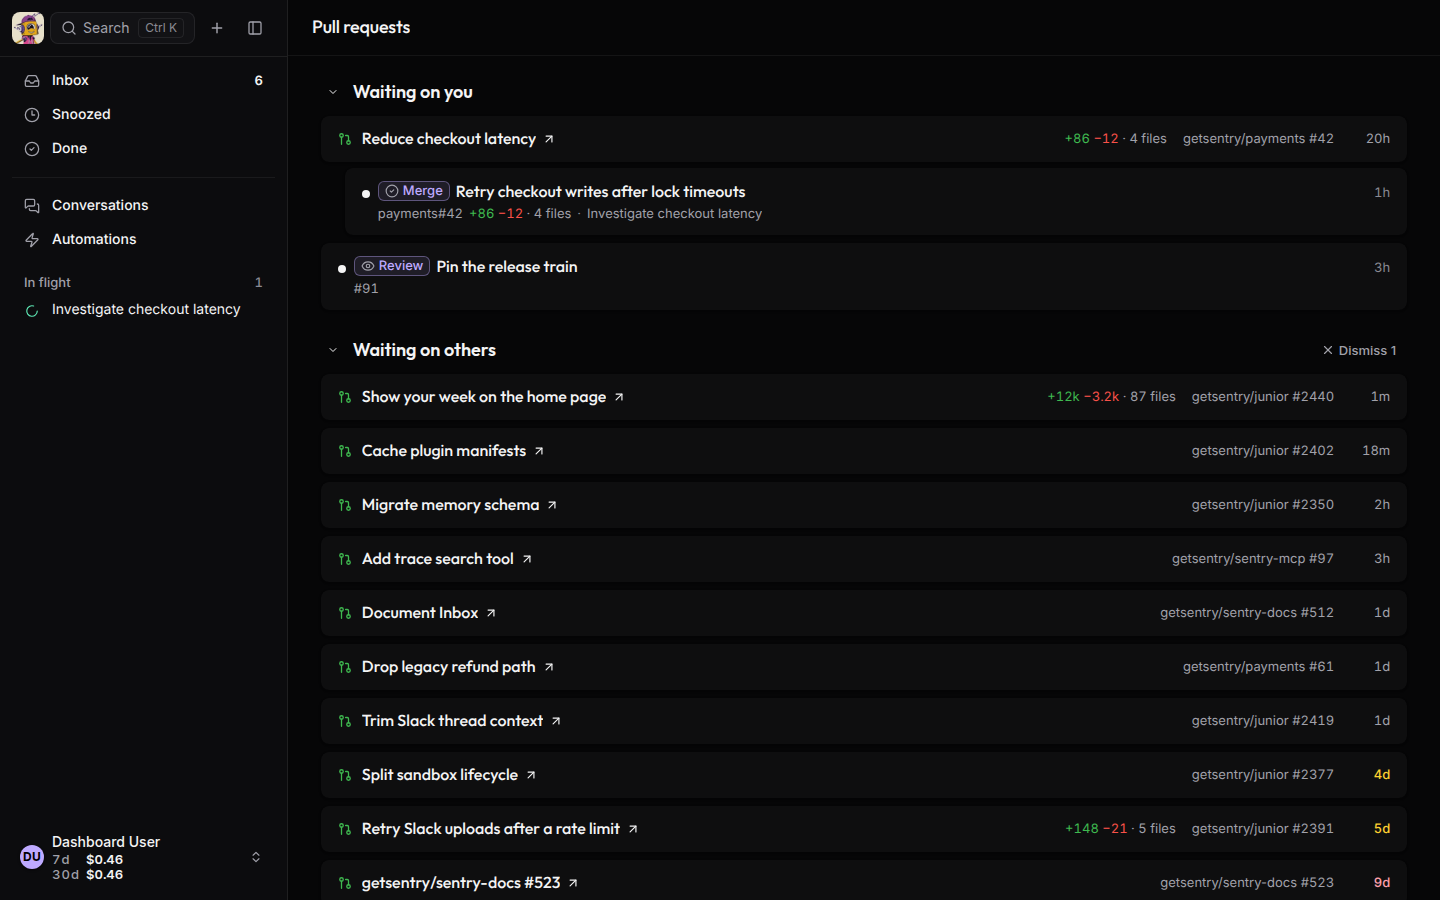 Search Ctrl K
Pull requests
Inbox 6
Snoozed
Done
Conversations
Automations
In flight 1
Investigate checkout latency
Dashboard User
DU
7d $0.46
30d $0.46
Waiting on you
Reduce checkout latency +86 −12 · 4 files getsentry/payments #42 20h
Merge Retry checkout writes after lock timeouts 1h
payments#42 +86 −12 · 4 files · Investigate checkout latency
Review Pin the release train 3h
#91
Waiting on others Dismiss 1
Show your week on the home page +12k −3.2k · 87 files getsentry/junior #2440 1m
Cache plugin manifests getsentry/junior #2402 18m
Migrate memory schema getsentry/junior #2350 2h
Add trace search tool getsentry/sentry-mcp #97 3h
Document Inbox getsentry/sentry-docs #512 1d
Drop legacy refund path getsentry/payments #61 1d
Trim Slack thread context getsentry/junior #2419 1d
Split sandbox lifecycle getsentry/junior #2377 4d
Retry Slack uploads after a rate limit +148 −21 · 5 files getsentry/junior #2391 5d
getsentry/sentry-docs #523 getsentry/sentry-docs #523 9d